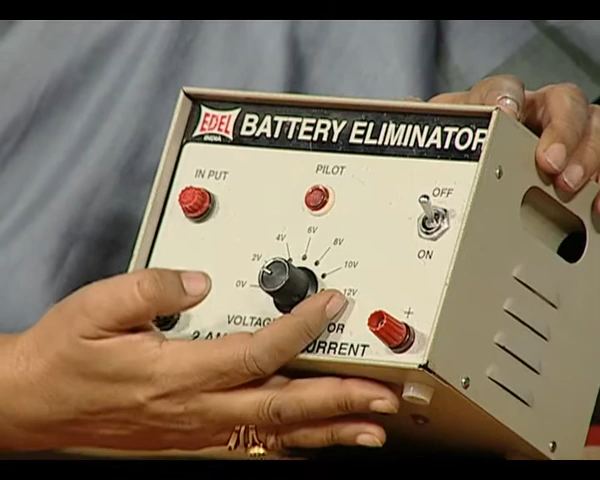 EDEL
INDIA
BATTERY ELIMINATOR
IN PUT
PILOT
OFF
ON
6V
4V
8V
2V
10V
0V
12V
+
VOLTAGE
OR
2
CURRENT